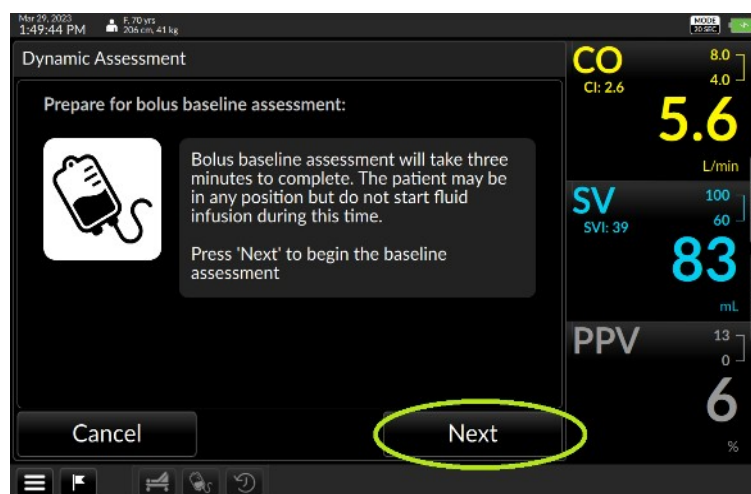 Mar 29, 2023
1:49:44 PM
F, 70 yrs
206 cm, 41 kg
MODE
20 SEC
Dynamic Assessment
Prepare for bolus baseline assessment:
Bolus baseline assessment will take three
minutes to complete. The patient may be
in any position but do not start fluid
infusion during this time.
Press 'Next' to begin the baseline
assessment
Cancel
Next
CO
CI: 2.6
8.0
4.0
5.6
L/min
SV
SVI: 39
100
60
83
mL
PPV
13
0
6
%